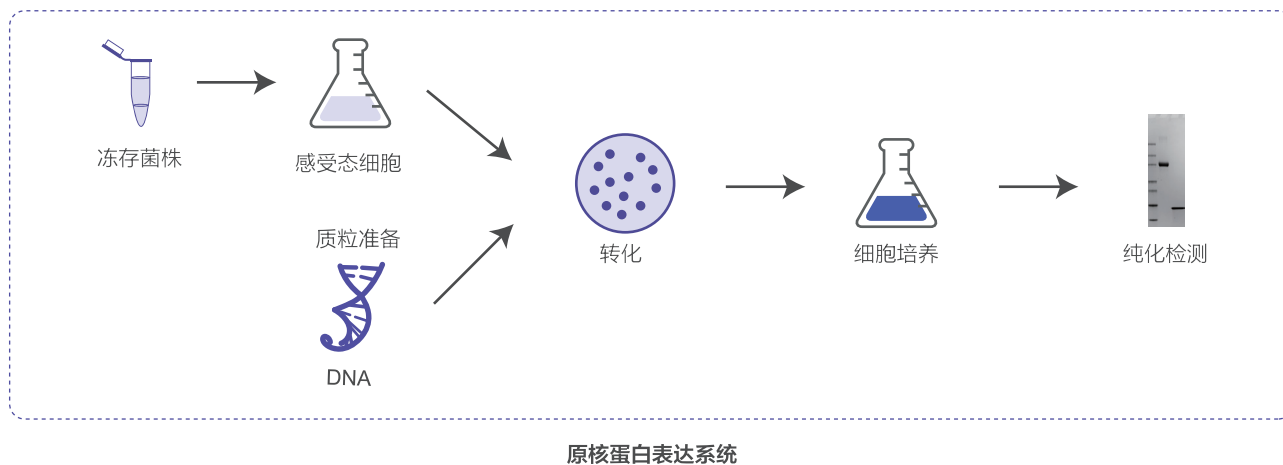 冻存菌株
感受态细胞
质粒准备
DNA
转化
细胞培养
纯化检测
原核蛋白表达系统